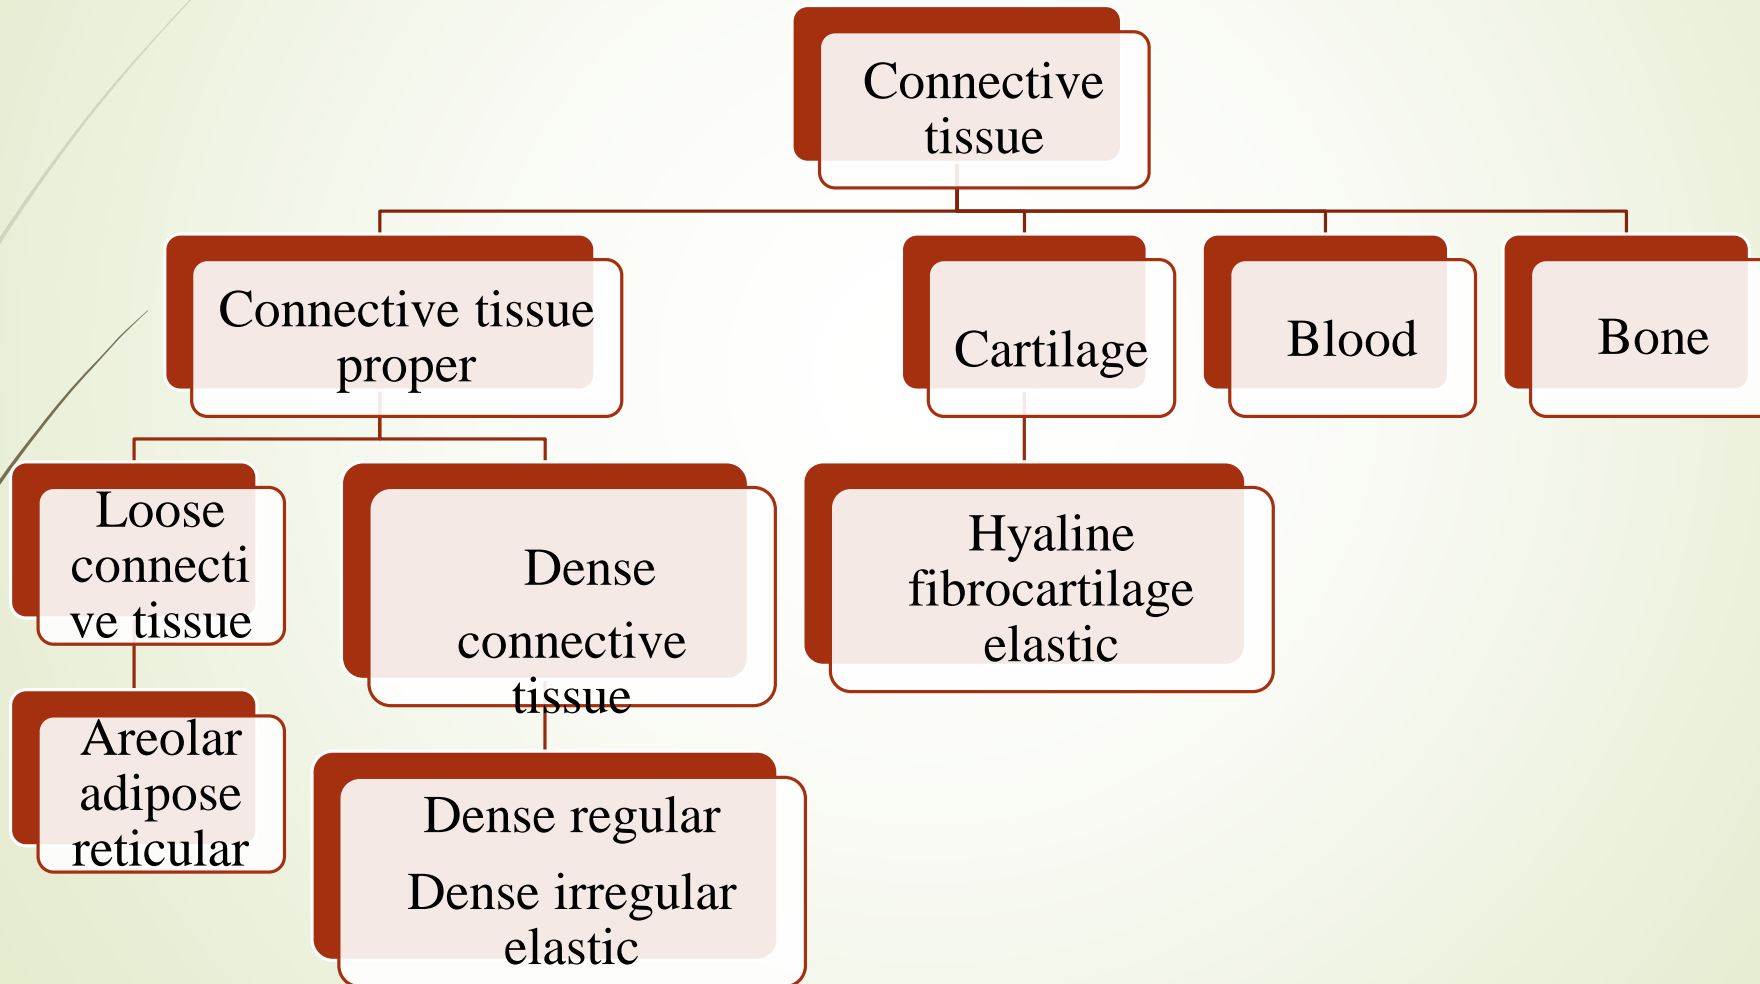 Connective
tissue
Connective tissue
proper
Cartilage
Blood
Bone
Loose
connecti
ve tissue
Dense
connective
tissue
Hyaline
fibrocartilage
elastic
Areolar
adipose
reticular
Dense regular
Dense irregular
elastic